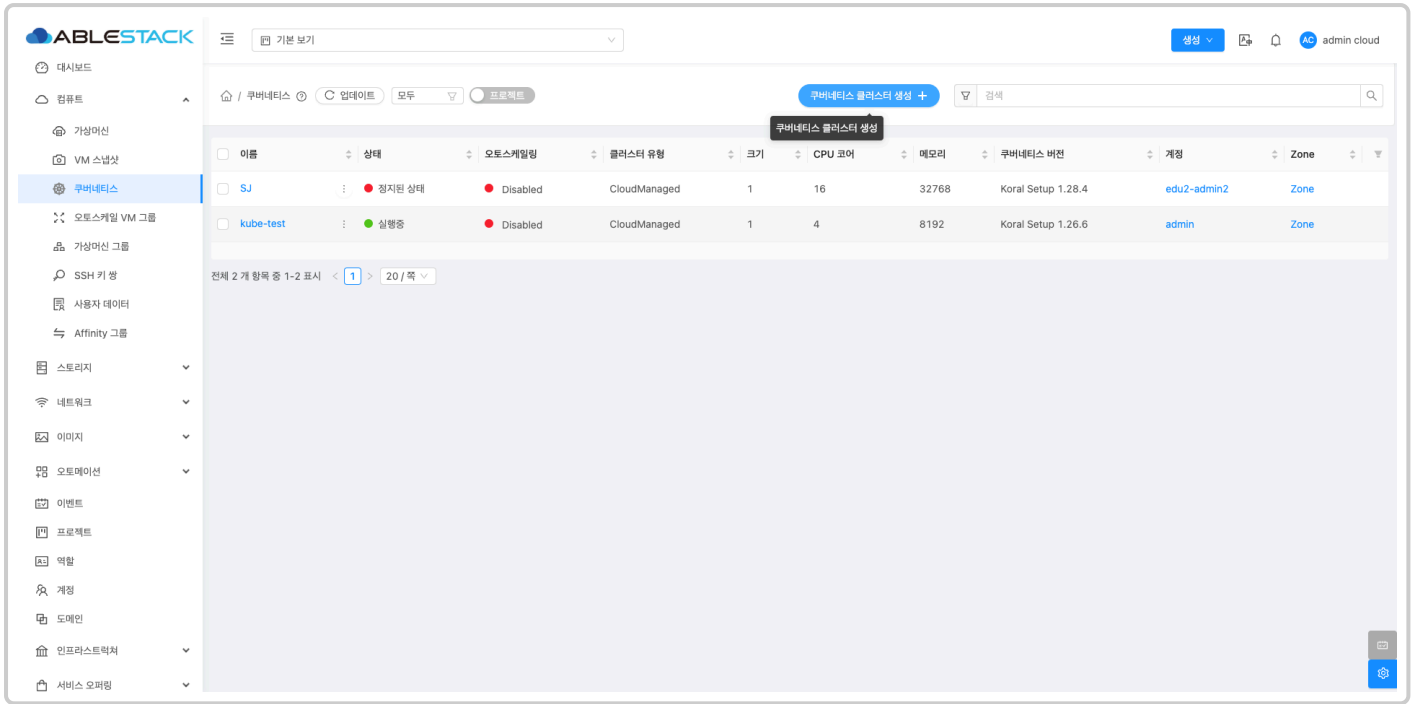 ABLESTACK
기본 보기
생성
AC admin cloud
대시보드
컴퓨트
가상머신
VM 스냅샷
쿠버네티스
오토스케일 VM 그룹
가상머신 그룹
SSH 키 쌍
사용자 데이터
Affinity 그룹
스토리지
네트워크
이미지
오토메이션
이벤트
프로젝트
역할
계정
도메인
인프라스트럭쳐
서비스 오퍼링
/ 쿠버네티스 업데이트 모두 프로젝트 쿠버네티스 클러스터 생성 + 검색
쿠버네티스 클러스터 생성
이름 상태 오토스케일링 클러스터 유형 크기 CPU 코어 메모리 쿠버네티스 버전 계정 Zone
SJ 정지된 상태 Disabled CloudManaged 1 16 32768 Koral Setup 1.28.4 edu2-admin2 Zone
kube-test 실행중 Disabled CloudManaged 1 4 8192 Koral Setup 1.26.6 admin Zone
전체 2 개 항목 중 1-2 표시 < 1 > 20 / 쪽